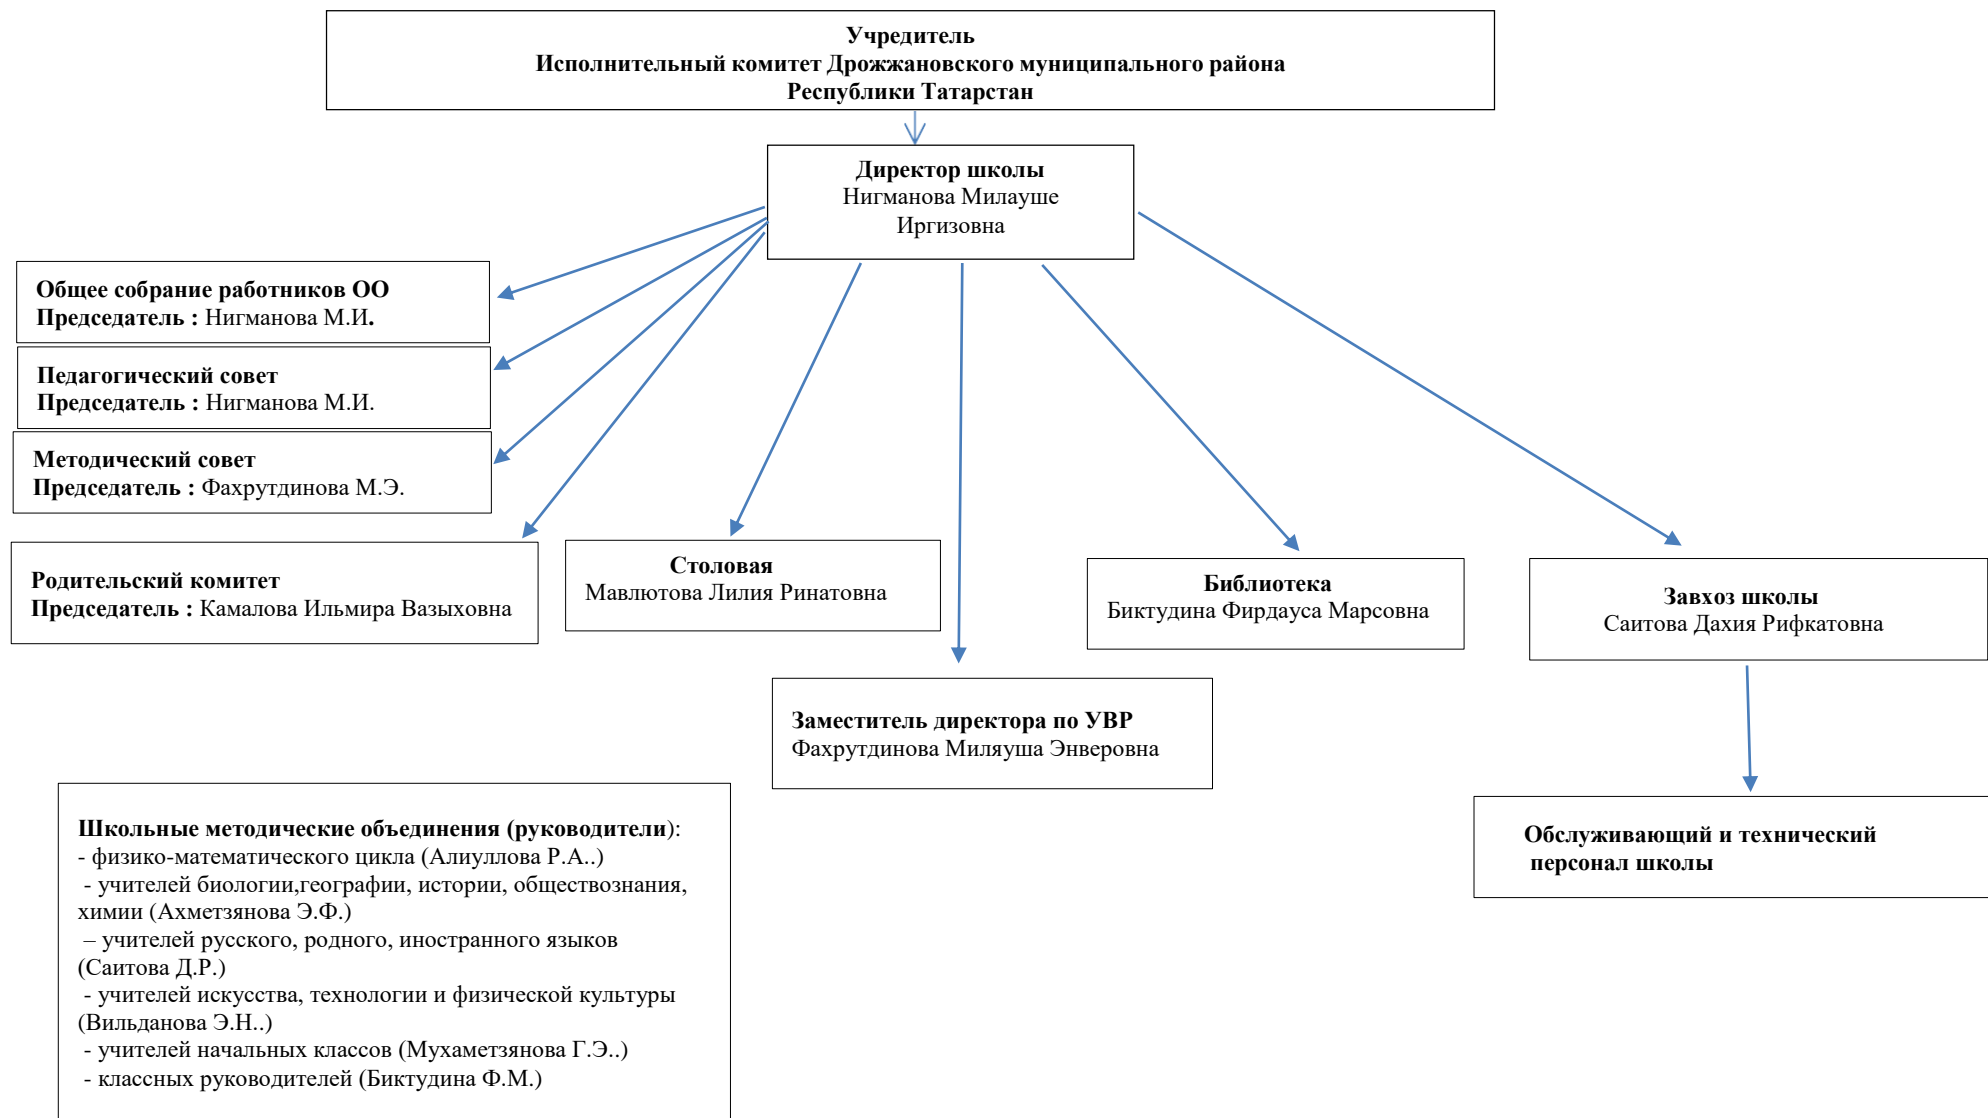 Учредитель
Исполнительный комитет Дрожжановского муниципального района
Республики Татарстан
Директор школы
Нигманова Милауше
Иргизовна
Общее собрание работников ОО
Председатель : Нигманова М.И.
Педагогический совет
Председатель : Нигманова М.И.
Методический совет
Председатель : Фахрутдинова М.Э.
Родительский комитет
Председатель : Камалова Ильмира Вазыховна
Столовая
Мавлютова Лилия Ринатовна
Библиотека
Биктудина Фирдауса Марсовна
Завхоз школы
Саитова Дахия Рифкатовна
Заместитель директора по УВР
Фахрутдинова Миляуша Энверовна
Школьные методические объединения (руководители):
- физико-математического цикла (Алиуллова Р.А..)
- учителей биологии,географии, истории, обществознания,
химии (Ахметзянова Э.Ф.)
– учителей русского, родного, иностранного языков
(Саитова Д.Р.)
- учителей искусства, технологии и физической культуры
(Вильданова Э.Н..)
- учителей начальных классов (Мухаметзянова Г.Э..)
- классных руководителей (Биктудина Ф.М.)
Обслуживающий и технический
персонал школы